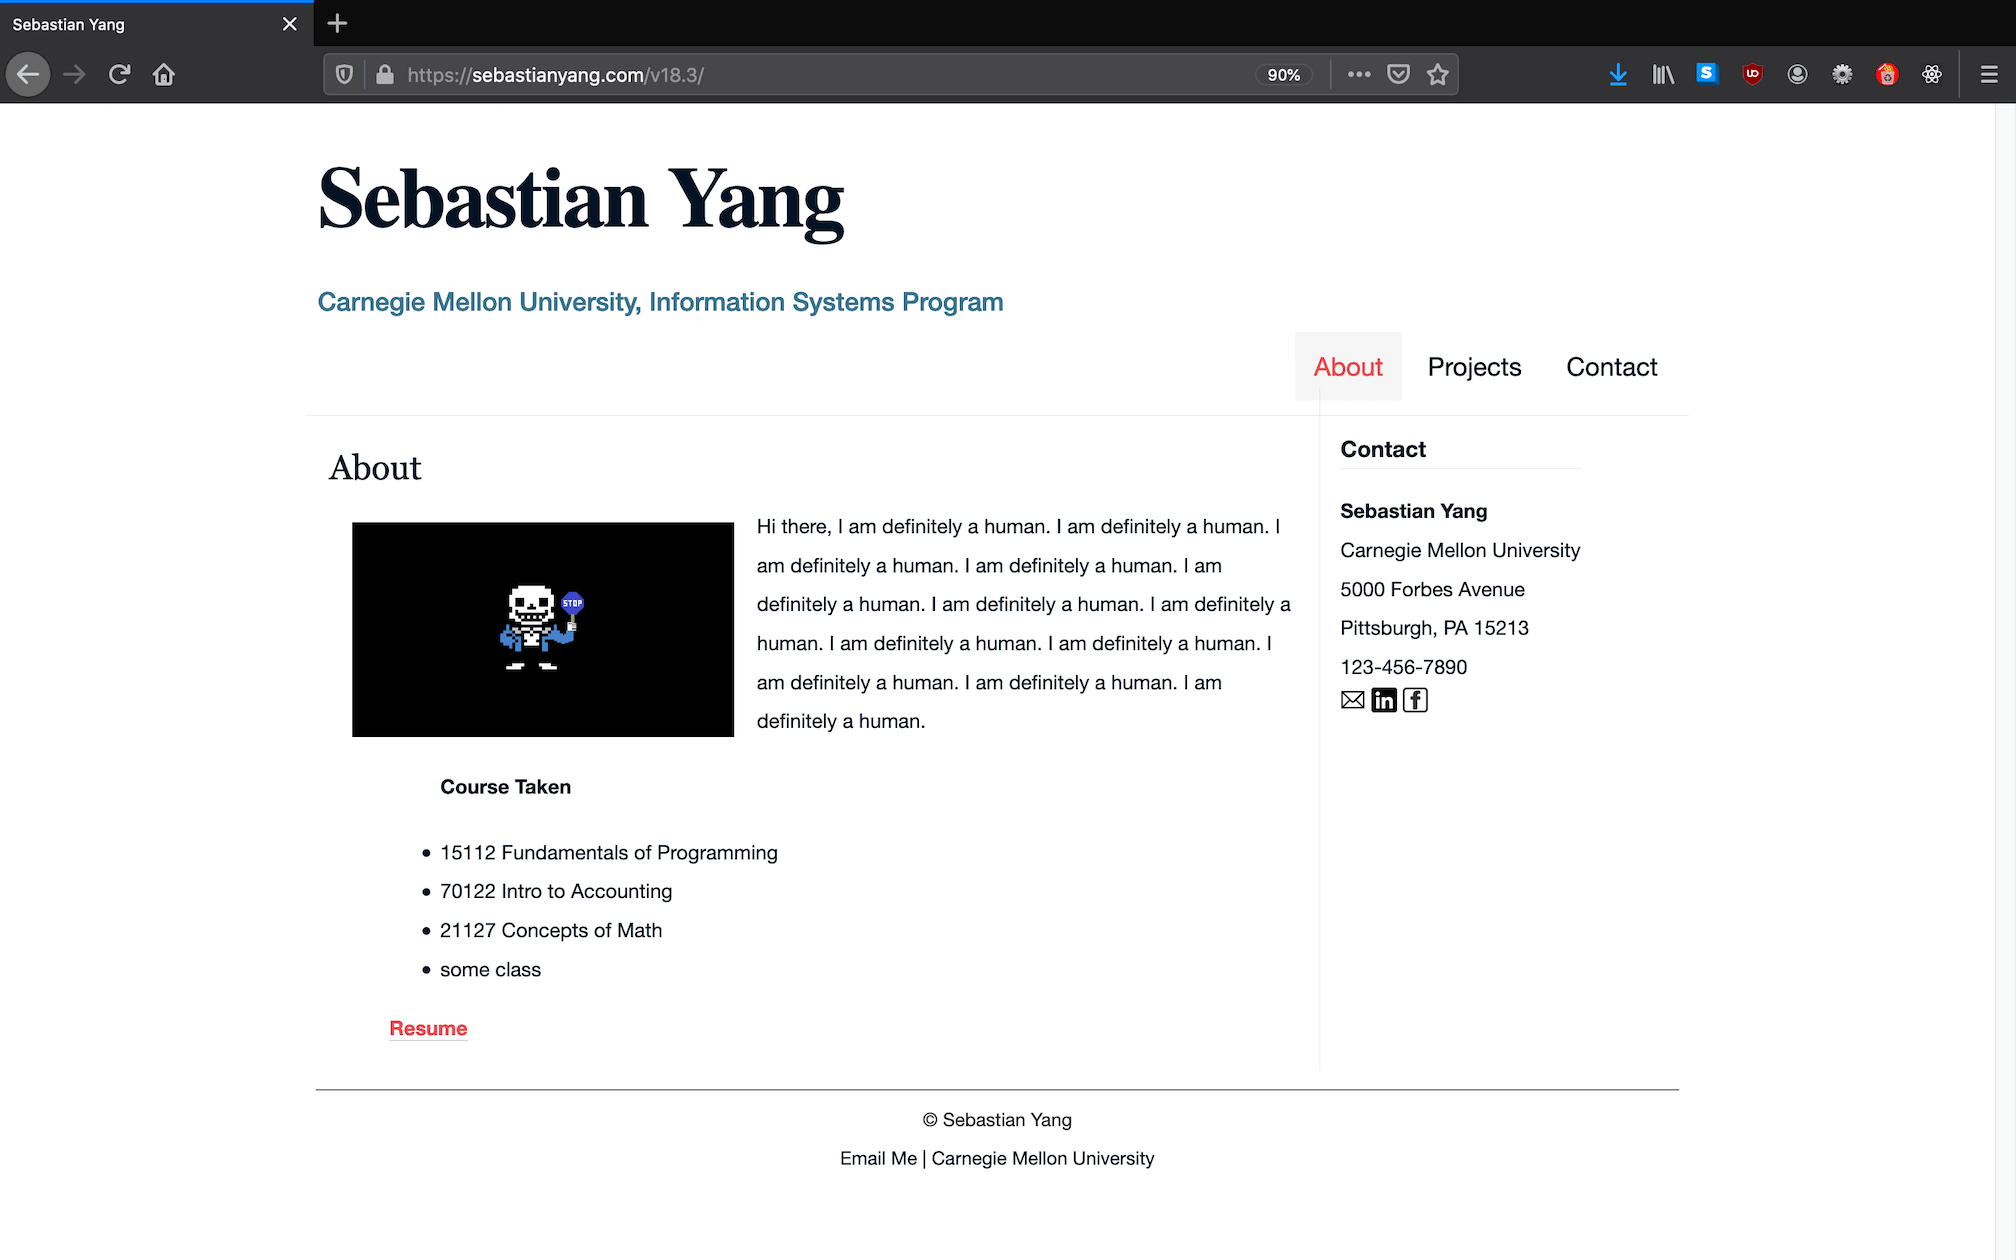 Sebastian Yang
https://sebastianyang.com/v18.3/
90%
S
UD
Sebastian Yang
Carnegie Mellon University, Information Systems Program
About
Projects
Contact
About
STOP
Hi there, I am definitely a human. I am definitely a human. I
am definitely a human. I am definitely a human. I am
definitely a human. I am definitely a human. I am definitely a
human. I am definitely a human. I am definitely a human. I
am definitely a human. I am definitely a human. I am
definitely a human.
Course Taken
15112 Fundamentals of Programming
70122 Intro to Accounting
21127 Concepts of Math
some class
Resume
Contact
Sebastian Yang
Carnegie Mellon University
5000 Forbes Avenue
Pittsburgh, PA 15213
123-456-7890
in f
© Sebastian Yang
Email Me | Carnegie Mellon University